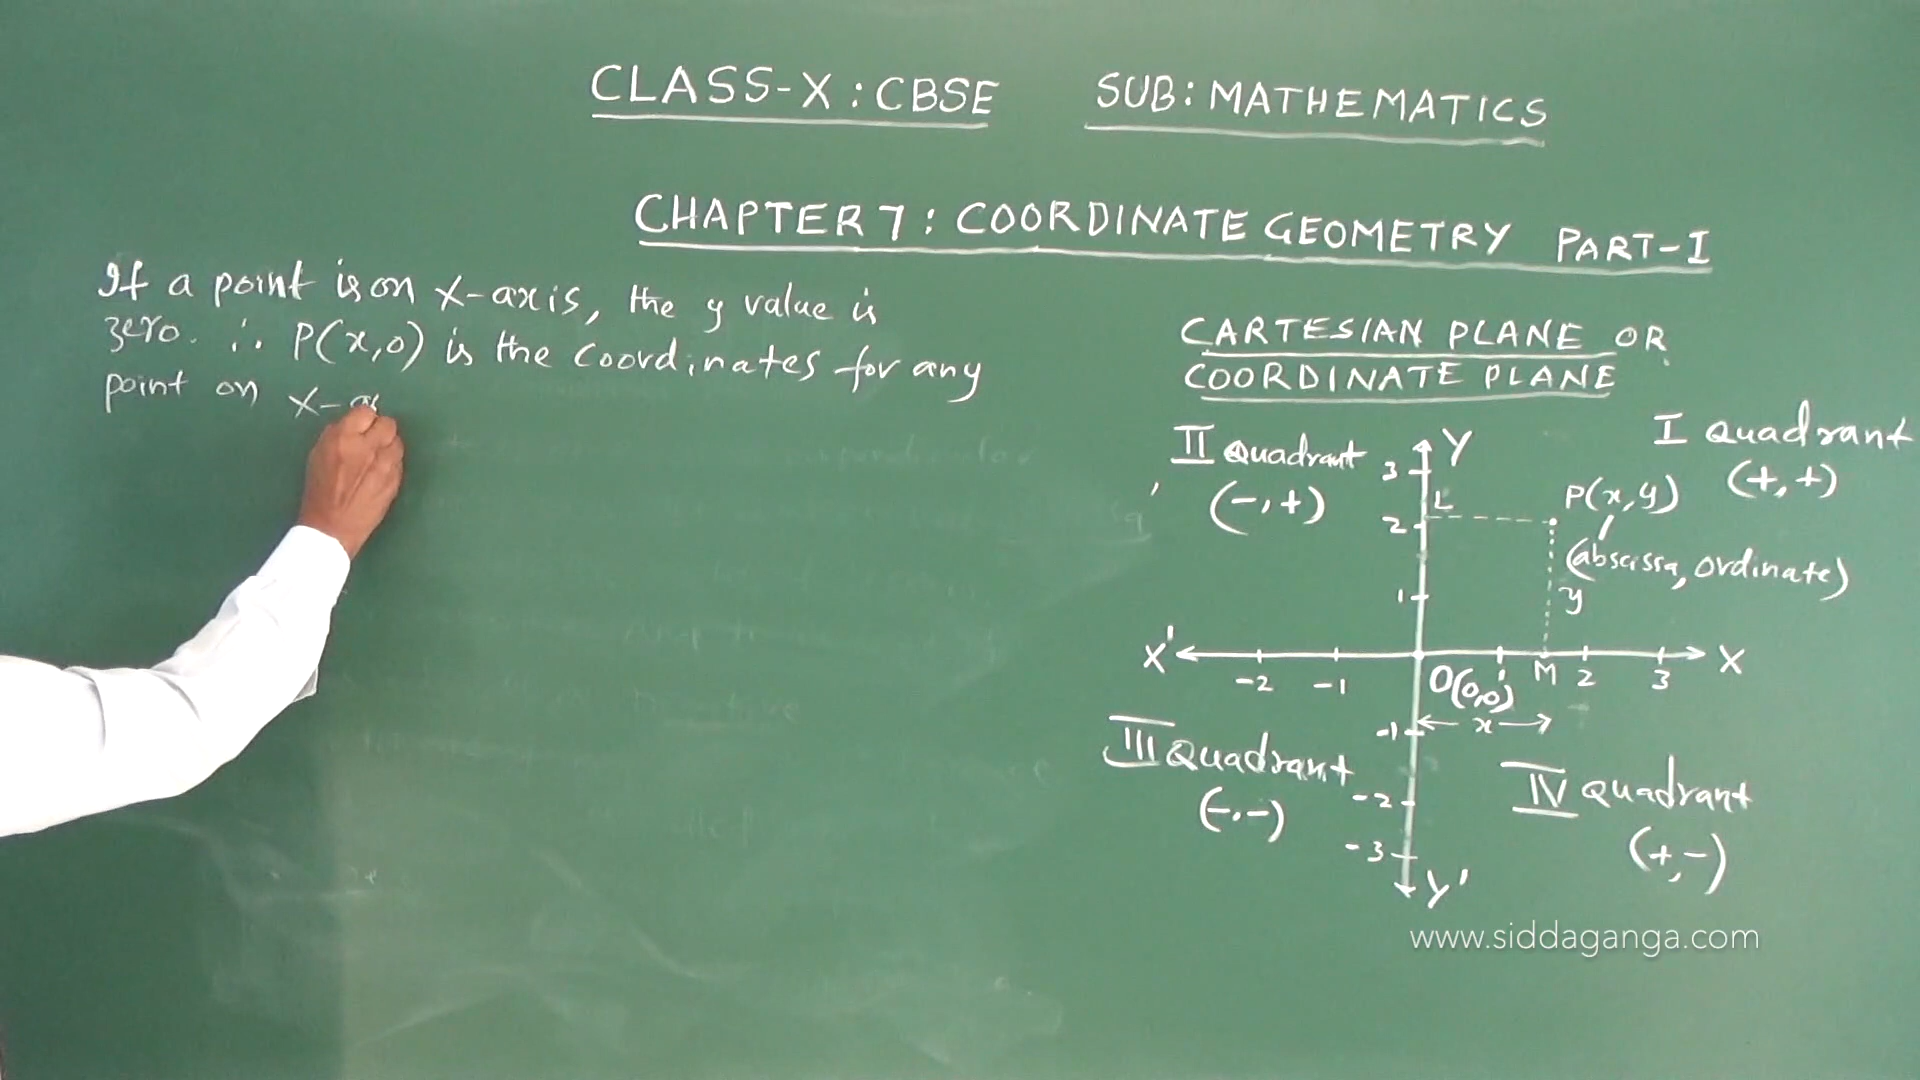 CLASS-X : CBSE SUB: MATHEMATICS
CHAPTER 7 : COORDINATE GEOMETRY PART-I
If a point is on X-axis, the y value is
zero. ∴ P(x,0) is the coordinates for any
point on X-a
CARTESIAN PLANE OR
COORDINATE PLANE
II Quadrant
(-,+)
I Quadrant
(+,+)
Y
3
L
2
1
P(x,y)
(abscissa, ordinate)
y
X'
-2 -1 O(0,0) 1 M 2 3
X
x
-1
-2
-3
Y'
III Quadrant
(-,-)
IV Quadrant
(+,-)
www.siddaganga.com